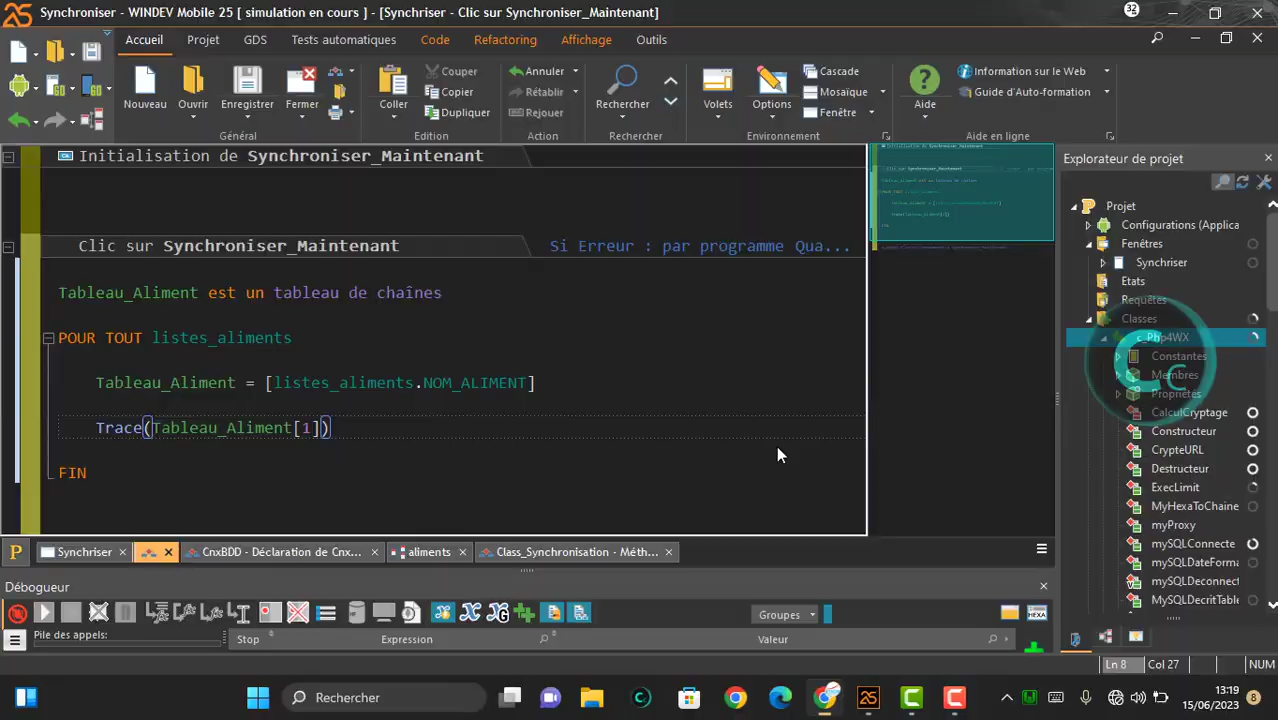 Synchroniser - WINDEV Mobile 25 [ simulation en cours ] - [Synchriser - Clic sur Synchroniser_Maintenant]
32
Accueil Projet GDS Tests automatiques Code Refactoring Affichage Outils
Nouveau Ouvrir Enregistrer Fermer
Général
Coller
Couper
Copier
Dupliquer
Edition
Annuler
Rétablir
Rejouer
Action
Rechercher
Rechercher
Volets Options
Cascade
Mosaïque
Fenêtre
Environnement
Aide
Information sur le Web
Guide d'Auto-formation
Aide en ligne
Initialisation de Synchroniser_Maintenant
Clic sur Synchroniser_Maintenant Si Erreur : par programme Qua...
Tableau_Aliment est un tableau de chaînes
POUR TOUT listes_aliments
Tableau_Aliment = [listes_aliments.NOM_ALIMENT]
Trace(Tableau_Aliment[1])
FIN
Explorateur de projet
Projet
Configurations (Applica
Fenêtres
Synchriser
Etats
Requêtes
Classes
c_Php4WX
Constantes
Membres
Propriétés
CalculCryptage
Constructeur
CrypteURL
Destructeur
ExecLimit
MyHexaToChaine
myProxy
mySQLConnecte
mySQLDateForma
mySQLDeconnect
MySQLDecritTable
Synchriser CnxBDD - Déclaration de Cnx... aliments Class_Synchronisation - Méth...
Débogueur
Groupes
HEXA
Pile des appels: Stop Expression Valeur
Ln 8 Col 27 NUM
Rechercher
13:19
15/06/2023
8